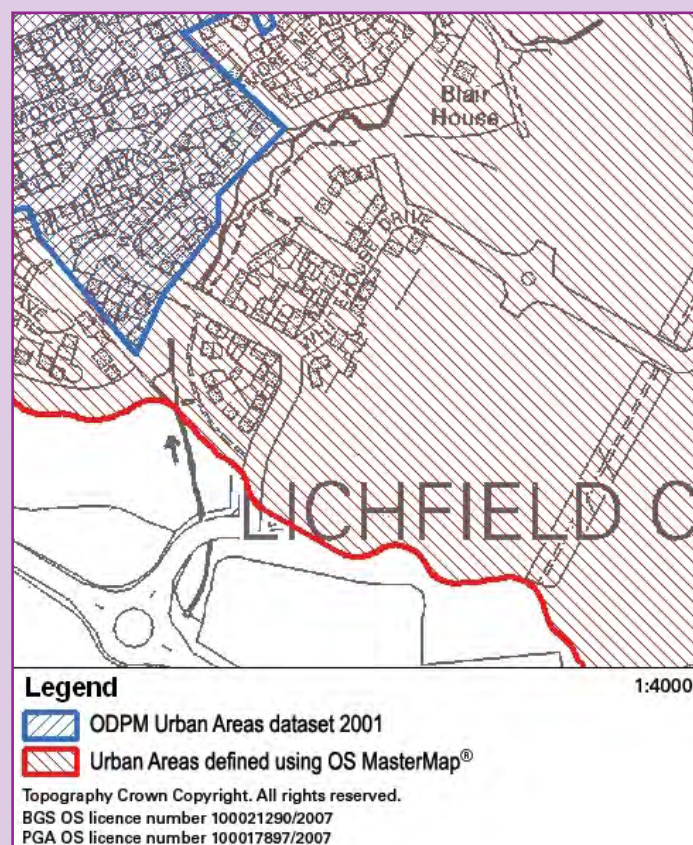 Blair
House
LICHFIELD C
Legend
1:4000
ODPM Urban Areas dataset 2001
Urban Areas defined using OS MasterMap®
Topography Crown Copyright. All rights reserved.
BGS OS licence number 100021290/2007
PGA OS licence number 100017897/2007